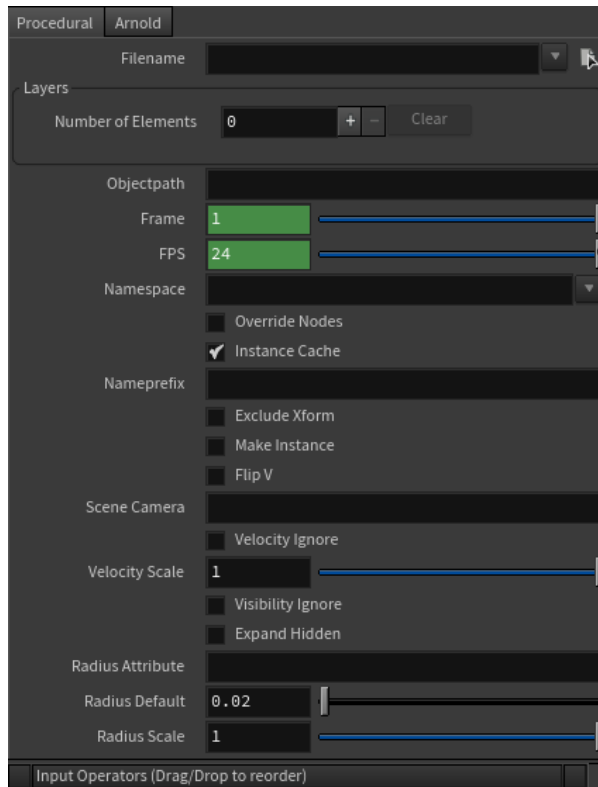 Procedural Arnold
Filename
Layers
Number of Elements 0 + - Clear
Objectpath
Frame 1
FPS 24
Namespace
Override Nodes
Instance Cache
Nameprefix
Exclude Xform
Make Instance
Flip V
Scene Camera
Velocity Ignore
Velocity Scale 1
Visibility Ignore
Expand Hidden
Radius Attribute
Radius Default 0.02
Radius Scale 1
Input Operators (Drag/Drop to reorder)